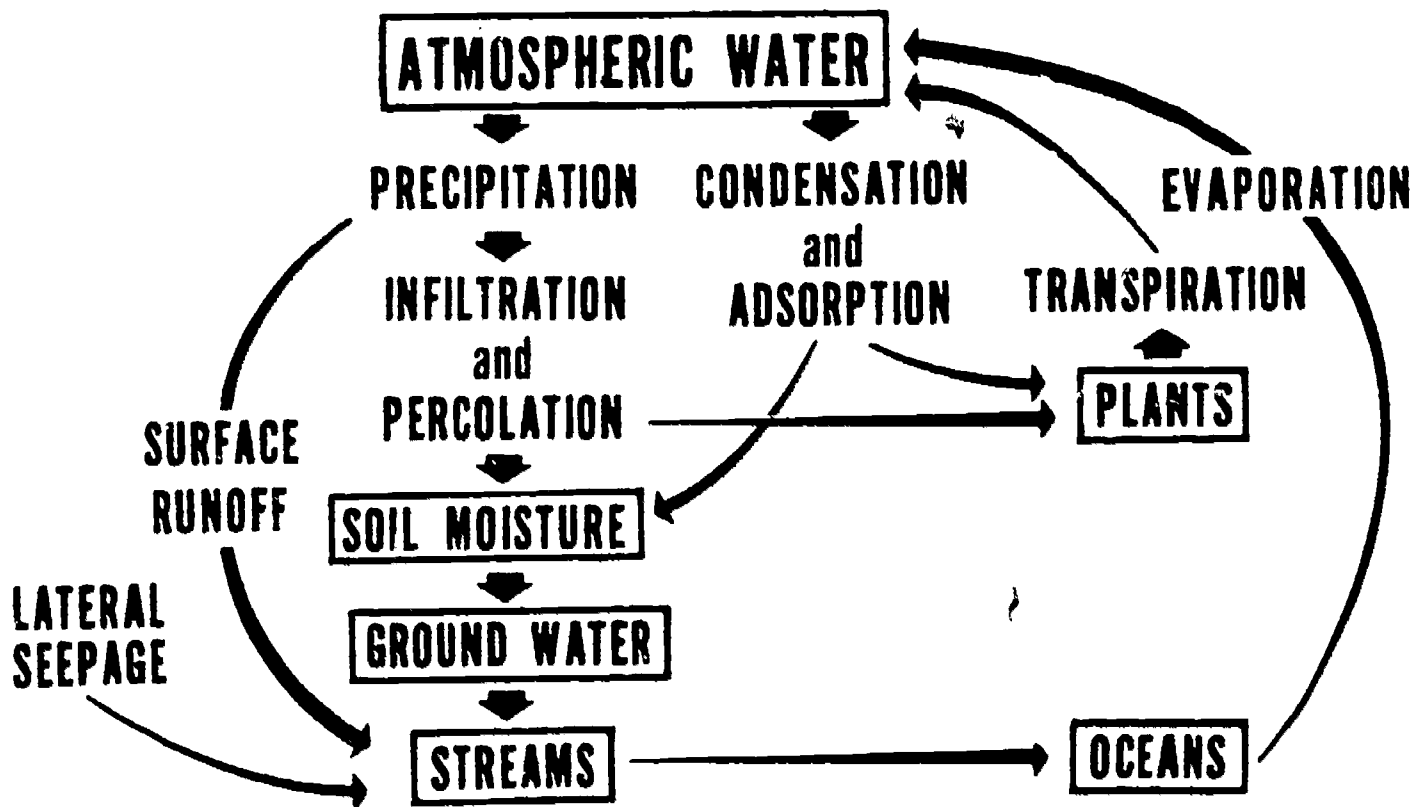 ATMOSPHERIC WATER
PRECIPITATION
CONDENSATION
and
ADSORPTION
EVAPORATION
TRANSPIRATION
INFILTRATION
and
PERCOLATION
PLANTS
SURFACE
RUNOFF
SOIL MOISTURE
LATERAL
SEEPAGE
GROUND WATER
STREAMS
OCEANS